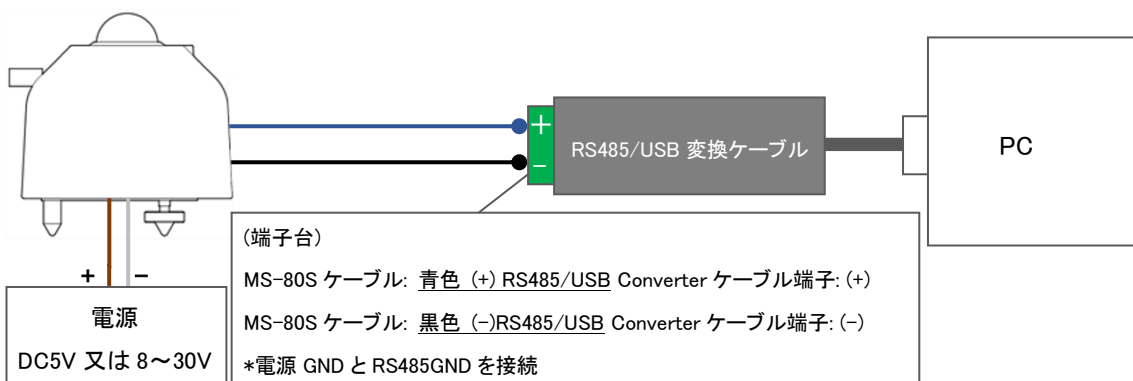 +
-
RS485/USB 変換ケーブル
PC
(端子台)
MS-80S ケーブル: 青色 (+) RS485/USB Converter ケーブル端子: (+)
MS-80S ケーブル: 黒色 (-)RS485/USB Converter ケーブル端子: (-)
*電源 GND と RS485GND を接続
+ -
電源
DC5V 又は 8~30V